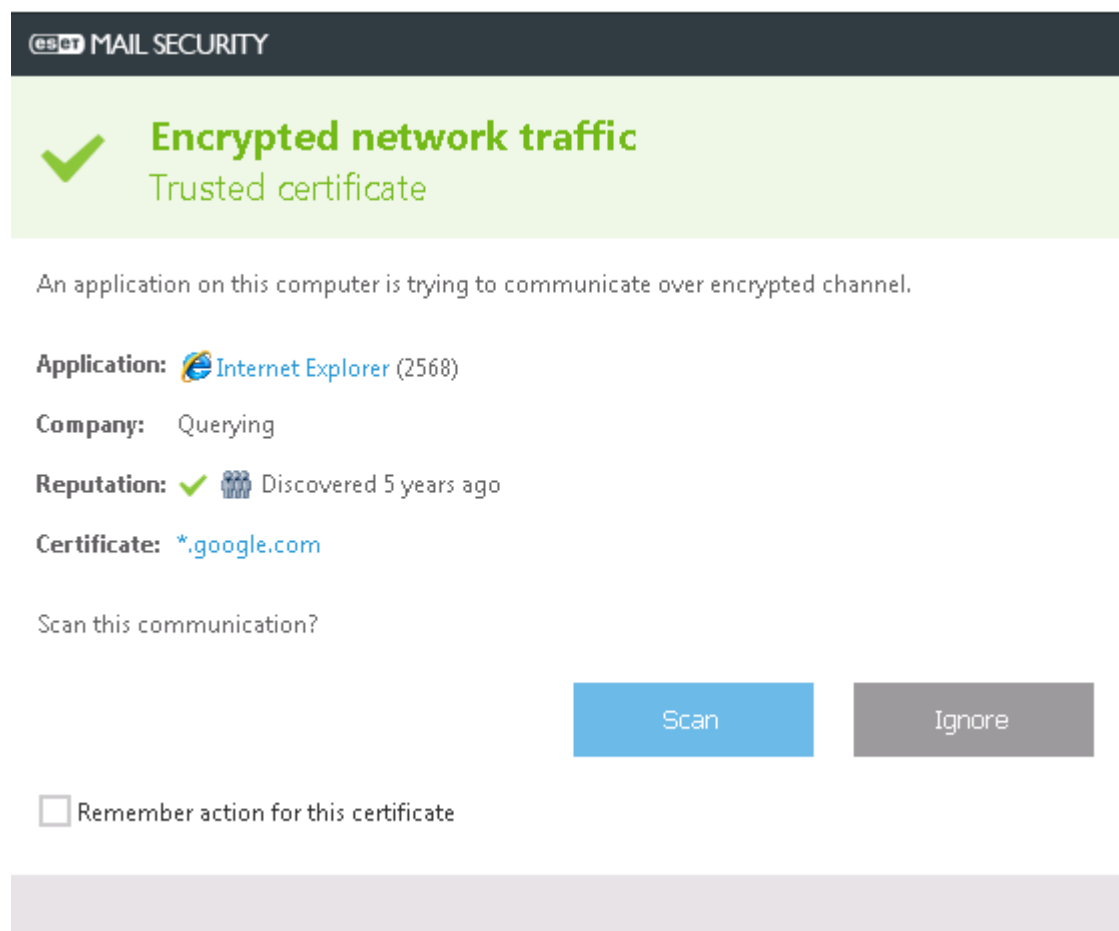 eset MAIL SECURITY
Encrypted network traffic
Trusted certificate
An application on this computer is trying to communicate over encrypted channel.
Application: Internet Explorer (2568)
Company: Querying
Reputation: Discovered 5 years ago
Certificate: *.google.com
Scan this communication?
Scan Ignore
Remember action for this certificate